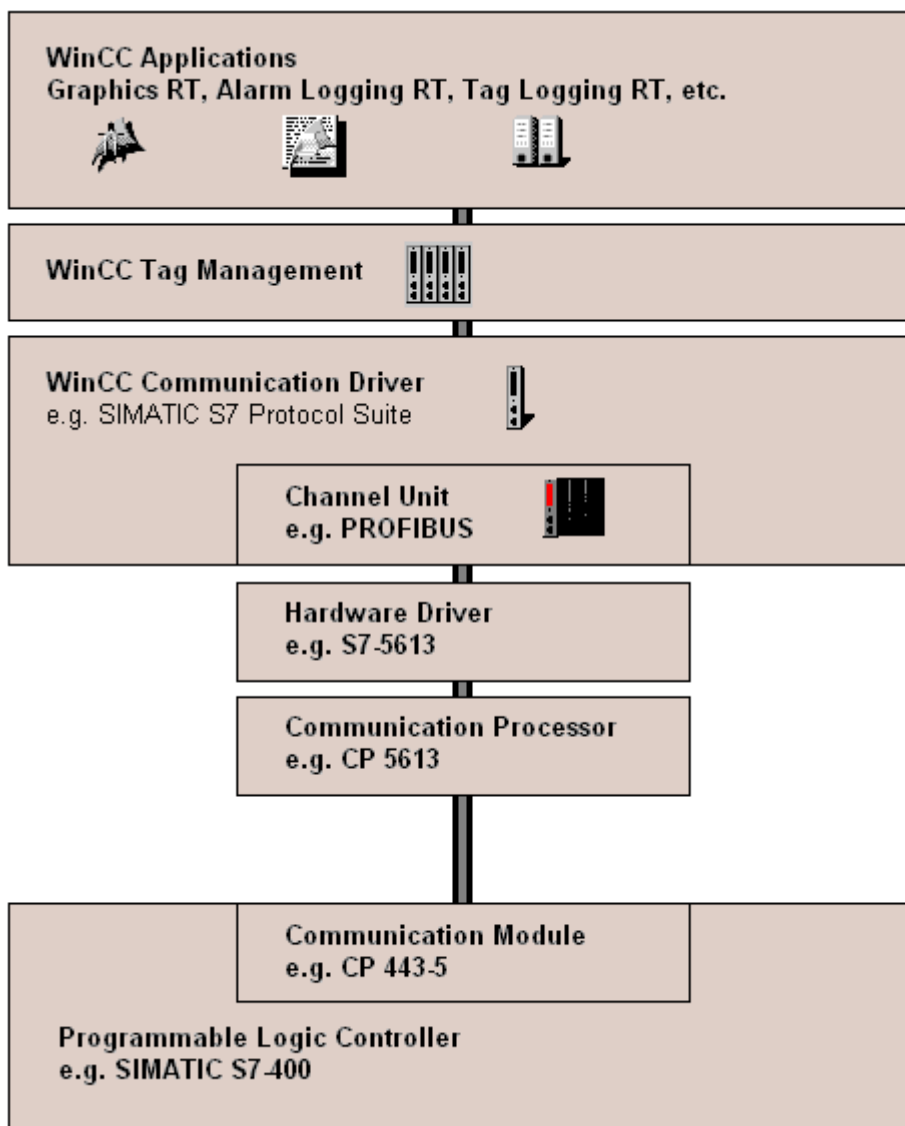 WinCC Applications
Graphics RT, Alarm Logging RT, Tag Logging RT, etc.
WinCC Tag Management
WinCC Communication Driver
e.g. SIMATIC S7 Protocol Suite
Channel Unit
e.g. PROFIBUS
Hardware Driver
e.g. S7-5613
Communication Processor
e.g. CP 5613
Communication Module
e.g. CP 443-5
Programmable Logic Controller
e.g. SIMATIC S7-400